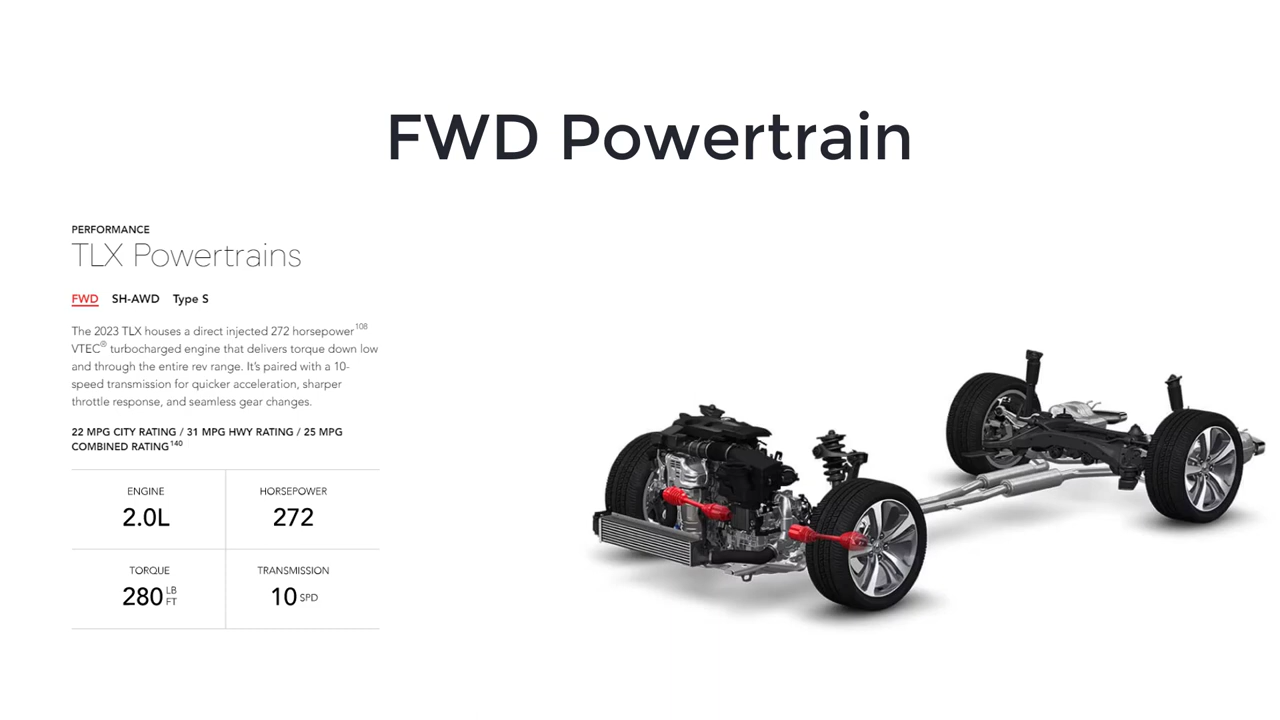 FWD Powertrain
PERFORMANCE
TLX Powertrains
FWD SH-AWD Type S
The 2023 TLX houses a direct injected 272 horsepower108
VTEC® turbocharged engine that delivers torque down low
and through the entire rev range. It's paired with a 10-
speed transmission for quicker acceleration, sharper
throttle response, and seamless gear changes.
22 MPG CITY RATING / 31 MPG HWY RATING / 25 MPG
COMBINED RATING140
ENGINE
2.0L
HORSEPOWER
272
TORQUE
280 LB FT
TRANSMISSION
10 SPD